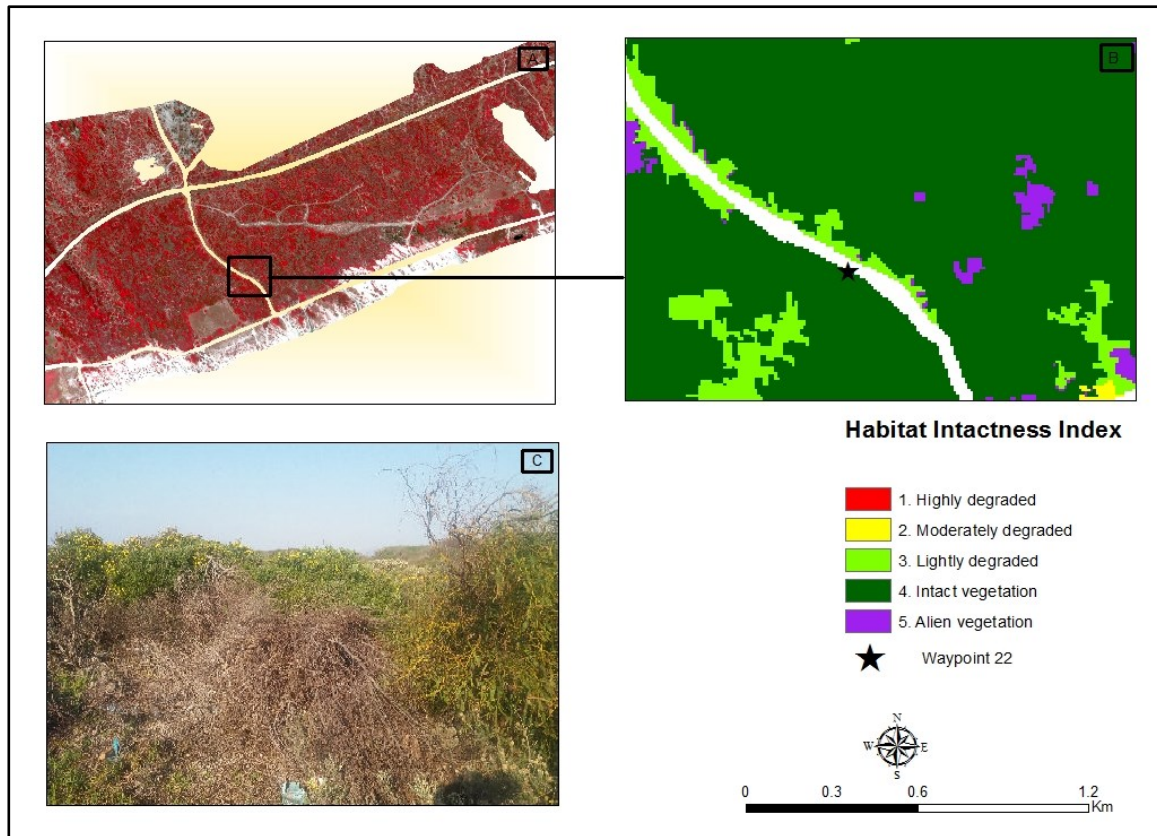 A
B
C
Habitat Intactness Index
1. Highly degraded
2. Moderately degraded
3. Lightly degraded
4. Intact vegetation
5. Alien vegetation
Waypoint 22
N
W E
S
0 0.3 0.6 1.2
Km